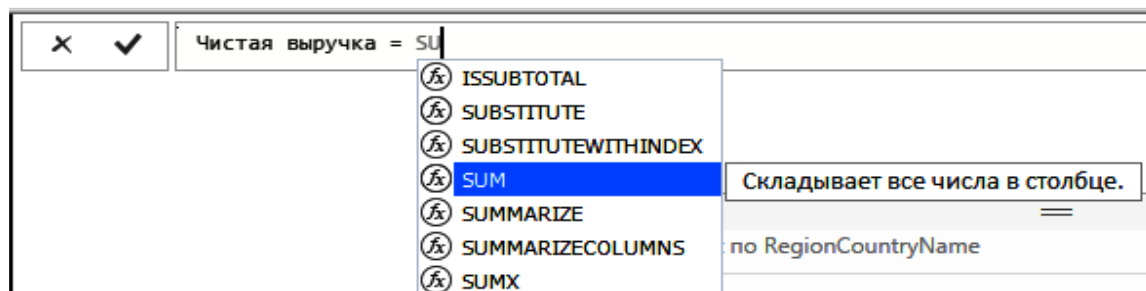 Чистая выручка = SU
ISSUBTOTAL
SUBSTITUTE
SUBSTITUTEWITHINDEX
SUM
Складывает все числа в столбце.
SUMMARIZE
SUMMARIZECOLUMNS
по RegionCountryName
SUMX